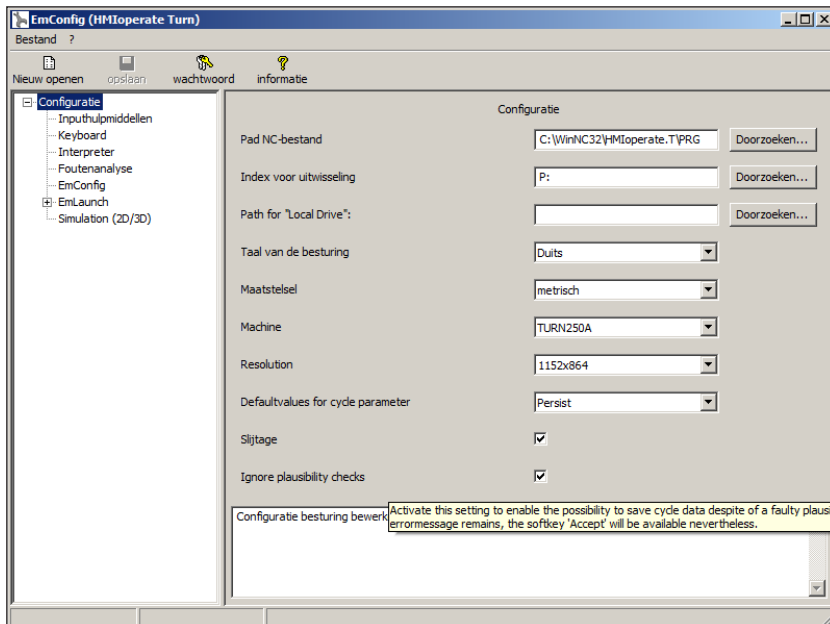 EmConfig (HMIoperate Turn)
Bestand ?
Nieuw openen opslaan wachtwoord informatie
Configuratie
Inputhulpmiddelen
Keyboard
Interpreter
Foutenanalyse
EmConfig
EmLaunch
Simulation (2D/3D)
Configuratie
Pad NC-bestand C:\WinNC32\HMIoperate.T\PRG Doorzoeken...
Index voor uitwisseling P: Doorzoeken...
Path for "Local Drive": Doorzoeken...
Taal van de besturing Duits
Maatstelsel metrisch
Machine TURN250A
Resolution 1152x864
Defaultvalues for cycle parameter Persist
Slijtage
Ignore plausibility checks
Configuratie besturing bewerk
Activate this setting to enable the possibility to save cycle data despite of a faulty plausi
errormessage remains, the softkey 'Accept' will be available nevertheless.